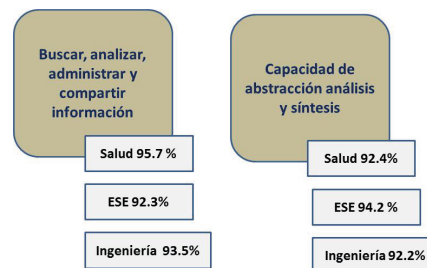 Buscar, analizar,
administrar y
compartir
información
Salud 95.7 %
ESE 92.3%
Ingeniería 93.5%
Capacidad de
abstracción análisis
y síntesis
Salud 92.4%
ESE 94.2 %
Ingeniería 92.2%